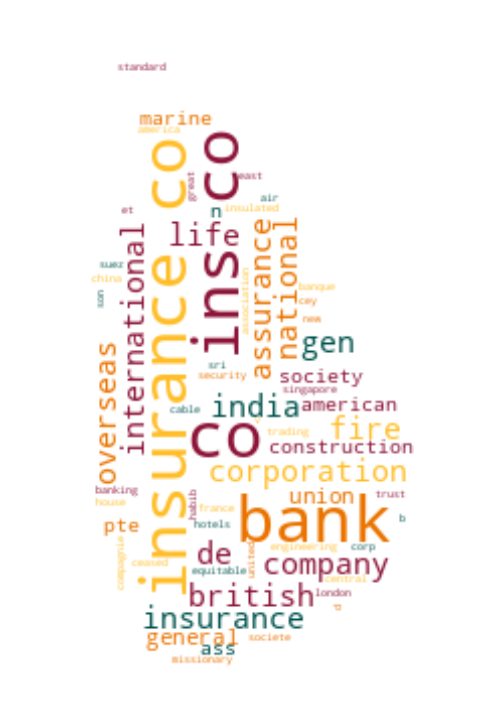 standard
marine
america
insurance co
ins co
great
east
air
et
n
insulated
life
international
assurance
national
suez
china
son
association
banque
cey
new
gen
overseas
sri
security
society
singapore
cable
india
american
co
trading
fire
construction
corporation
banking
house
habib
union
trust
pte
france
hotels
bank
b
compagnie
ceased
de
united
engineering
corp
equitable
company
central
british
london
p
insurance
general
societe
ass
missionary